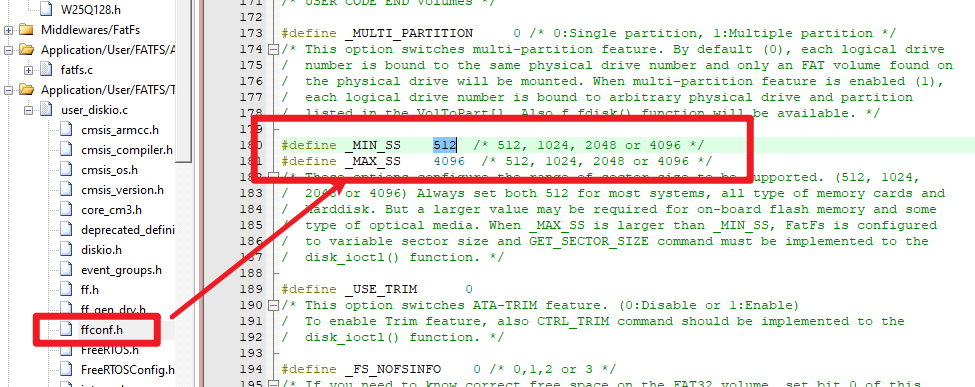 W25Q128.h
Middlewares/FatFs
Application/User/FATFS/A
fatfs.c
Application/User/FATFS/T
user_diskio.c
cmsis_armcc.h
cmsis_compiler.h
cmsis_os.h
cmsis_version.h
core_cm3.h
deprecated_defini
diskio.h
event_groups.h
ff.h
ff_gen_drv.h
ffconf.h
FreeRTOS.h
FreeRTOSConfig.h
171 /* USER CODE END Volumes */
172
173 #define _MULTI_PARTITION 0 /* 0:Single partition, 1:Multiple partition */
174 /* This option switches multi-partition feature. By default (0), each logical drive
175 / number is bound to the same physical drive number and only an FAT volume found on
176 / the physical drive will be mounted. When multi-partition feature is enabled (1),
177 / each logical drive number is bound to arbitrary physical drive and partition
178 / listed in the VolToPart[]. Also f_fdisk() function will be available. */
179
180 #define _MIN_SS 512 /* 512, 1024, 2048 or 4096 */
181 #define _MAX_SS 4096 /* 512, 1024, 2048 or 4096 */
182 /* These options configure the range of sector size to be supported. (512, 1024,
183 / 2048 or 4096) Always set both 512 for most systems, all type of memory cards and
184 / harddisk. But a larger value may be required for on-board flash memory and some
185 / type of optical media. When _MAX_SS is larger than _MIN_SS, FatFs is configured
186 / to variable sector size and GET_SECTOR_SIZE command must be implemented to the
187 / disk_ioctl() function. */
188
189 #define _USE_TRIM 0
190 /* This option switches ATA-TRIM feature. (0:Disable or 1:Enable)
191 / To enable Trim feature, also CTRL_TRIM command should be implemented to the
192 / disk_ioctl() function. */
193
194 #define _FS_NOFSINFO 0 /* 0,1,2 or 3 */
195 /* If you need to know correct free space on the FAT32 volume, set bit 0 of this